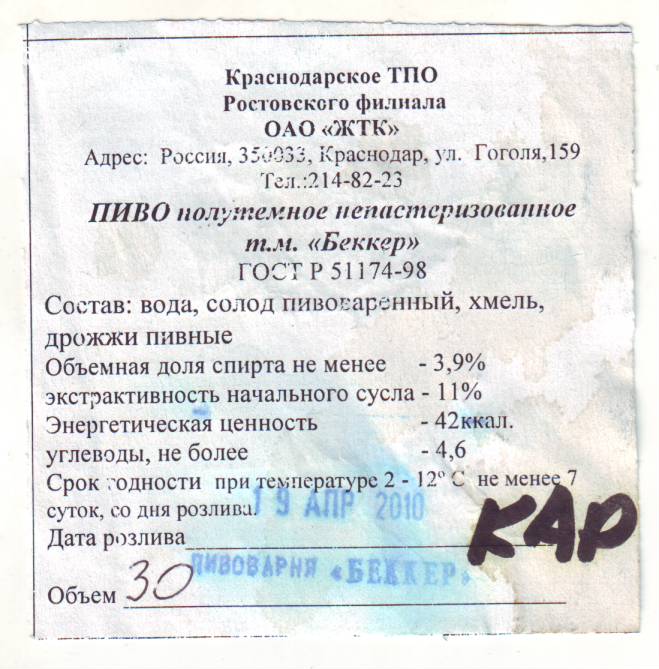 Краснодарское ТПО
Ростовского филиала
ОАО «ЖТК»
Адрес: Россия, 350033, Краснодар, ул. Гоголя,159
Тел.:214-82-23
ПИВО полутемное непастеризованное
т.м. «Беккер»
ГОСТ Р 51174-98
Состав: вода, солод пивоваренный, хмель,
дрожжи пивные
Объемная доля спирта не менее - 3,9%
экстрактивность начального сусла - 11%
Энергетическая ценность - 42ккал.
углеводы, не более - 4,6
Срок годности при температуре 2 - 12º С не менее 7
суток, со дня розлива.
19 АПР 2010
Дата розлива
КАР
ПИВОВАРНЯ «БЕККЕР»
Объем 30